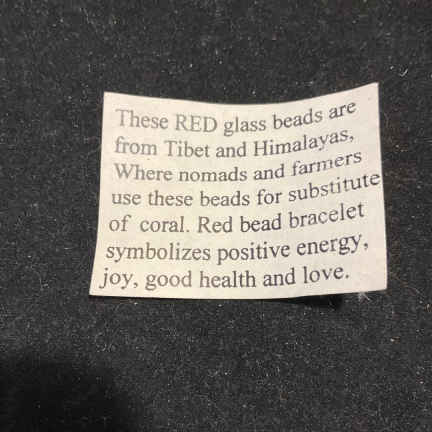 These RED glass beads are
from Tibet and Himalayas,
Where nomads and farmers
use these beads for substitute
of coral. Red bead bracelet
symbolizes positive energy,
joy, good health and love.